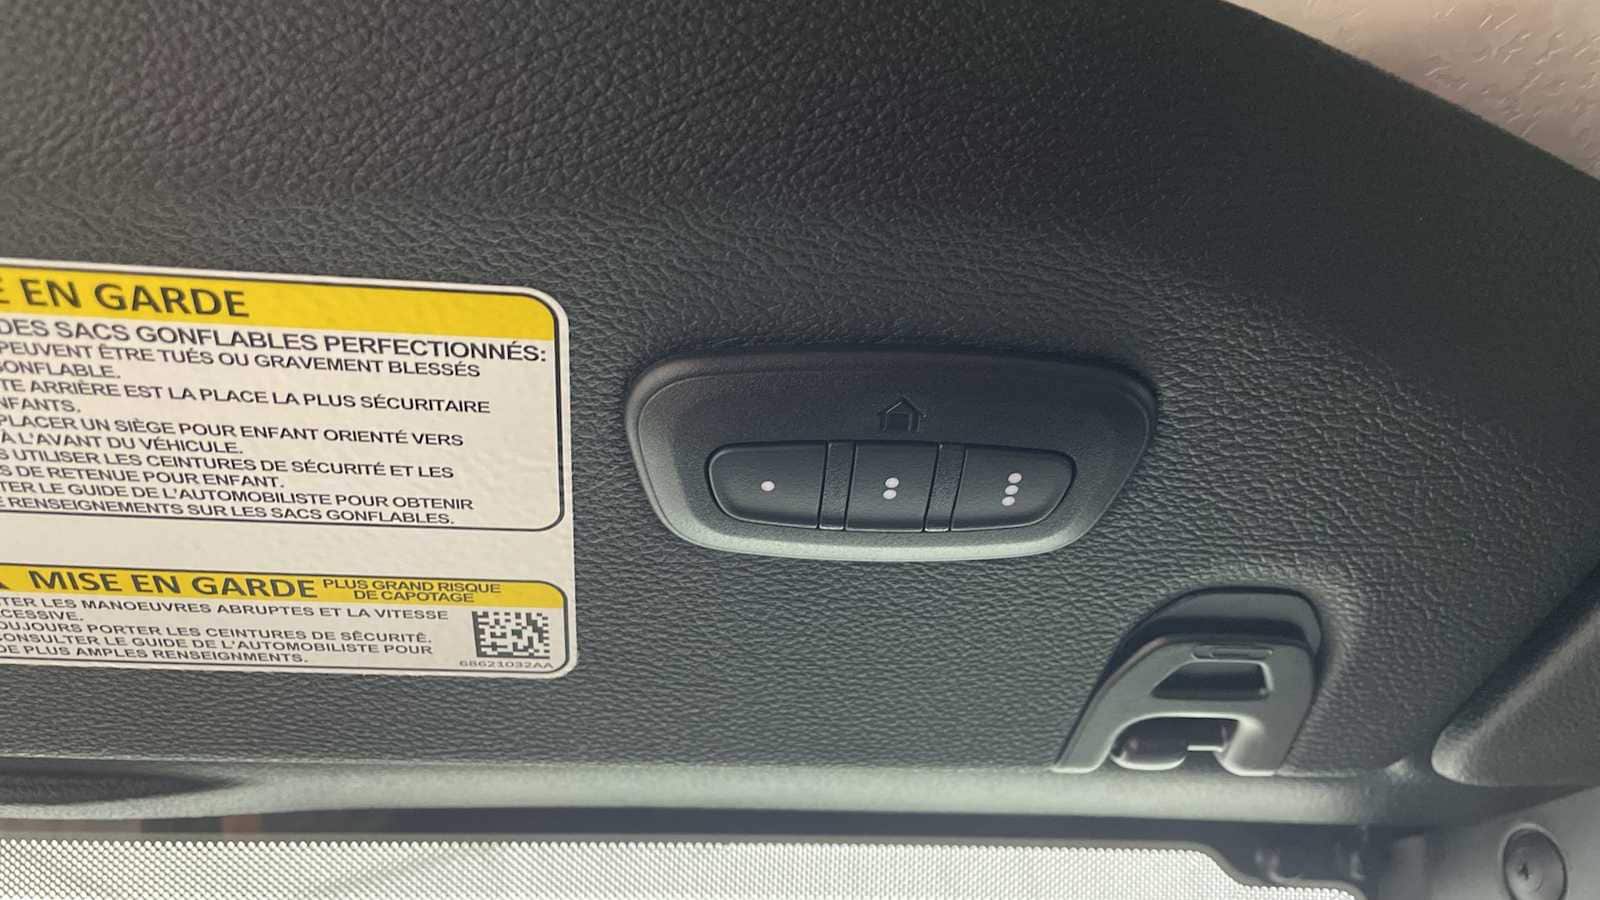 EN GARDE
DES SACS GONFLABLES PERFECTIONNÉS:
PEUVENT ÊTRE TUÉS OU GRAVEMENT BLESSÉS
GONFLABLE.
ARRIÈRE EST LA PLACE LA PLUS SÉCURITAIRE
NFANTS.
PLACER UN SIÈGE POUR ENFANT ORIENTÉ VERS
À L'AVANT DU VÉHICULE.
S UTILISER LES CEINTURES DE SÉCURITÉ ET LES
S DE RETENUE POUR ENFANT.
TER LE GUIDE DE L'AUTOMOBILISTE POUR OBTENIR
E RENSEIGNEMENTS SUR LES SACS GONFLABLES.
MISE EN GARDE PLUS GRAND RISQUE
DE CAPOTAGE
TER LES MANOEUVRES ABRUPTES ET LA VITESSE
CESSIVE.
OUJOURS PORTER LES CEINTURES DE SÉCURITÉ.
CONSULTER LE GUIDE DE L'AUTOMOBILISTE POUR
DE PLUS AMPLES RENSEIGNMENTS.
68621032AA